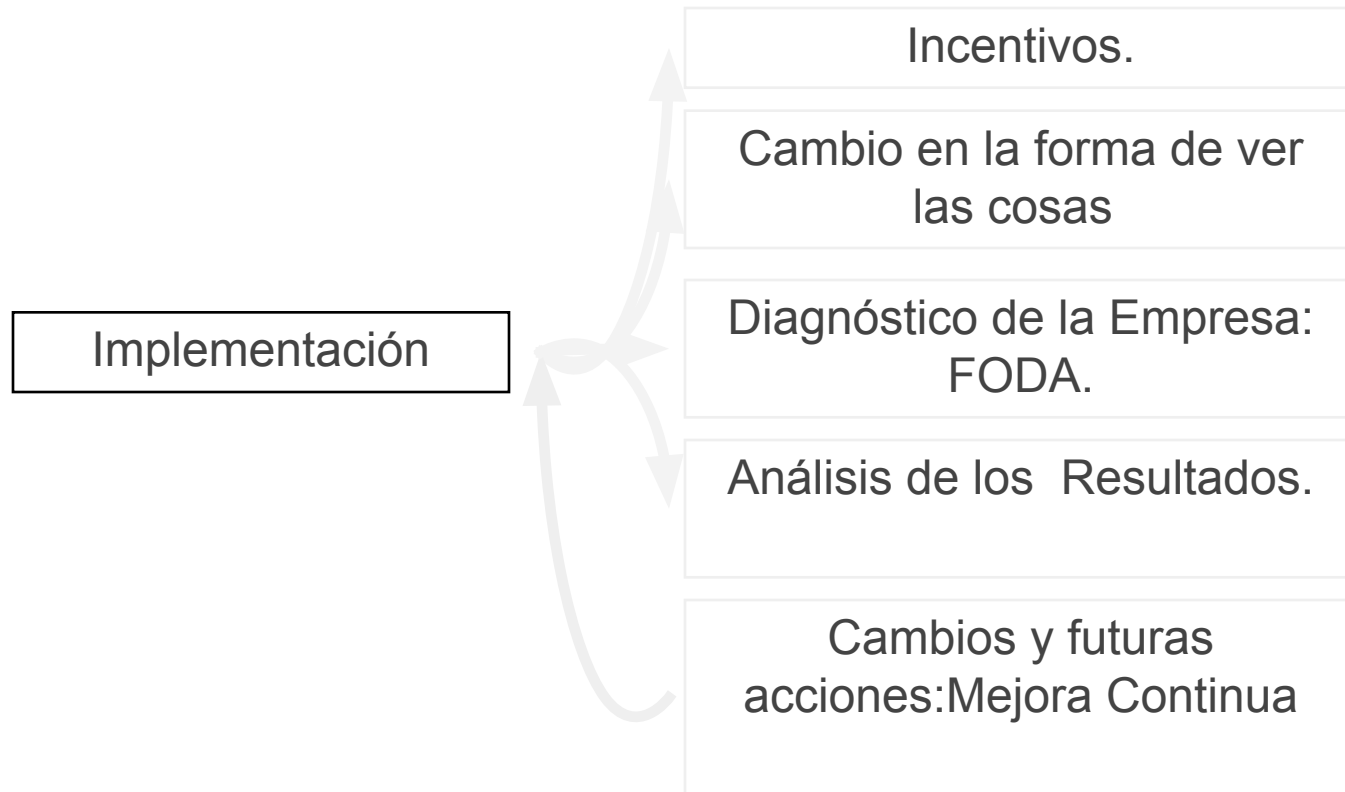 Incentivos.
Cambio en la forma de ver
las cosas
Implementación
Diagnóstico de la Empresa:
FODA.
Análisis de los  Resultados.
Cambios y futuras
acciones:Mejora Continua